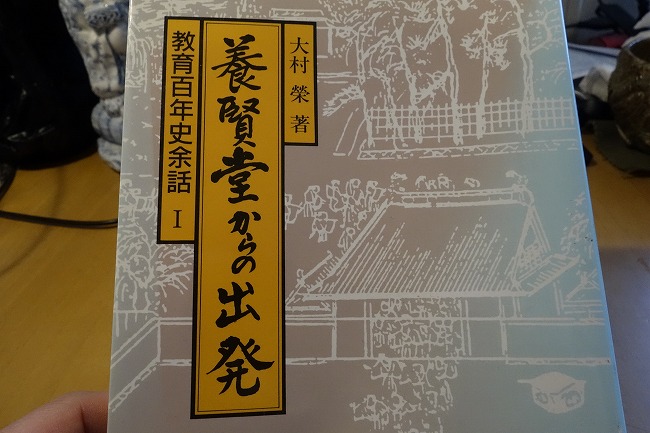 大村 榮 著
養賢堂からの出発
教育百年史余話 Ⅰ